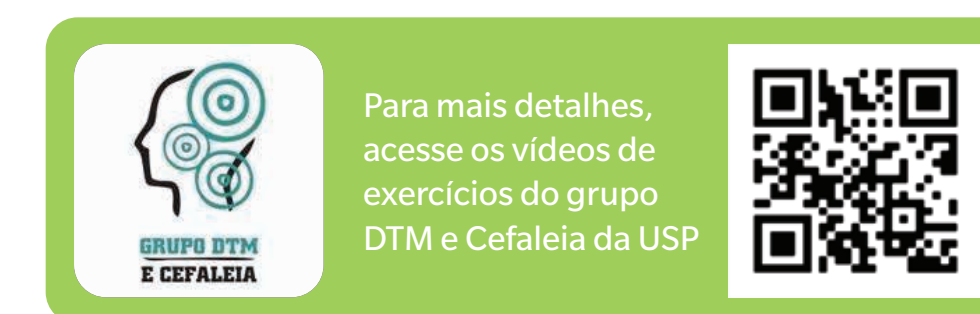 GRUPO DTM
E CEFALEIA
Para mais detalhes,
acesse os vídeos de
exercícios do grupo
DTM e Cefaleia da USP